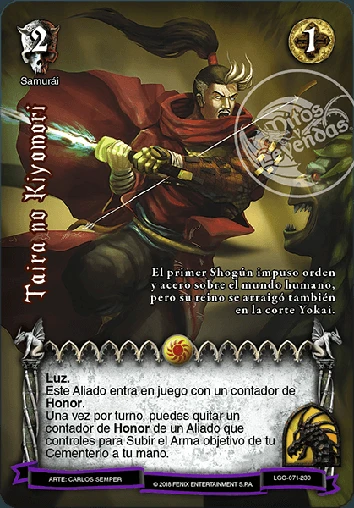 2
1
Samurái
Mitos y Leyendas
Taira no Kiyomori
El primer Shogún impuso orden
y acero sobre el mundo humano,
pero su reino se arraigó también
en la corte Yokai.
Luz.
Este Aliado entra en juego con un contador de
Honor.
Una vez por turno, puedes quitar un
contador de Honor de un Aliado que
controles para Subir el Arma objetivo de tu
Cementerio a tu mano.
ARTE: CARLOS SEMPER
© 2018 FENIX ENTERTAINMENT S.P.A
LCC-071-200